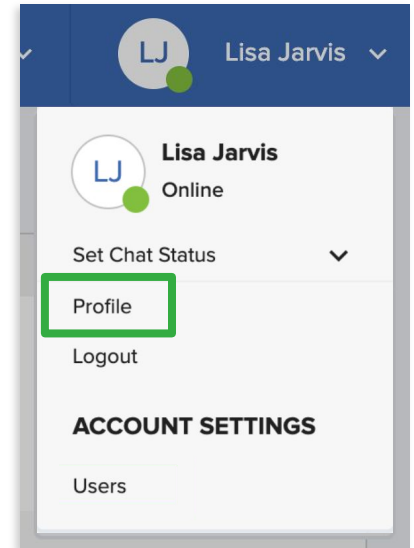 LJ Lisa Jarvis
LJ
Lisa Jarvis
Online
Set Chat Status
Profile
Logout
ACCOUNT SETTINGS
Users